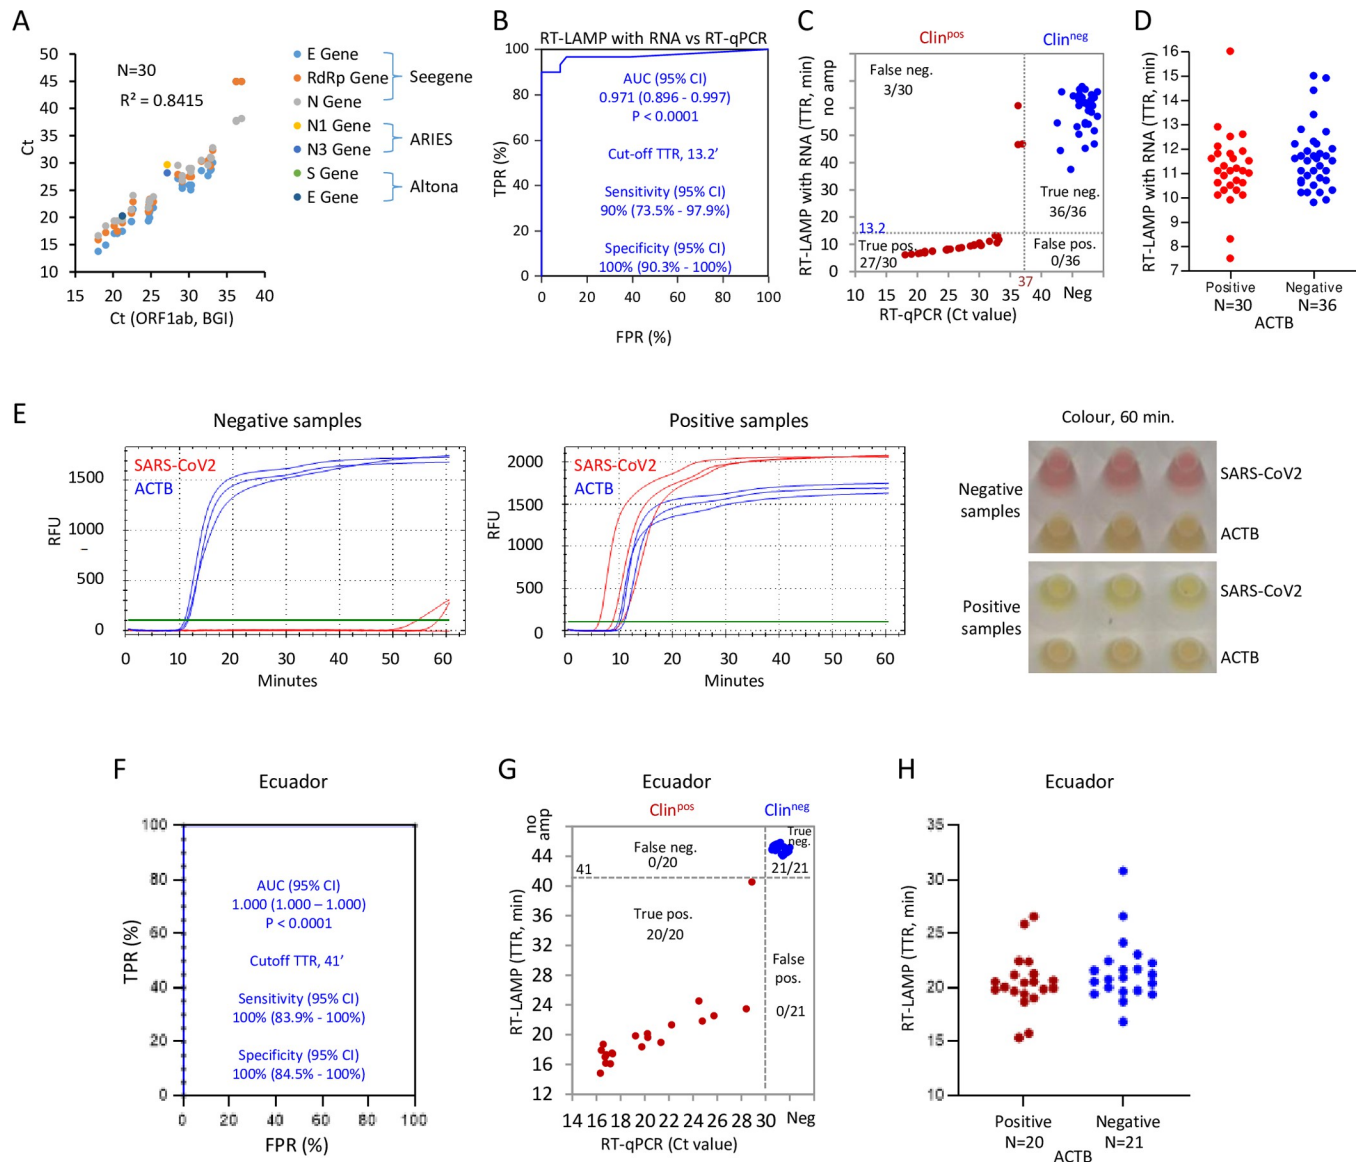 A
50
45
40
35
30
25
20
15
10
Ct
N=30
R² = 0.8415
15 20 25 30 35 40
Ct (ORF1ab, BGI)
E Gene
RdRp Gene
N Gene
Seegene
N1 Gene
N3 Gene
ARIES
S Gene
E Gene
Altona
B
RT-LAMP with RNA vs RT-qPCR
100
80
60
40
20
0
TPR (%)
AUC (95% CI)
0.971 (0.896 - 0.997)
P < 0.0001
Cut-off TTR, 13.2’
Sensitivity (95% CI)
90% (73.5% - 97.9%)
Specificity (95% CI)
100% (90.3% - 100%)
0 20 40 60 80 100
FPR (%)
C
Clinpos Clinneg
RT-LAMP with RNA (TTR, min)
no amp
50
40
30
20
10
0
False neg.
3/30
True neg.
36/36
13.2
True pos.
27/30
False pos.
0/36
37
10 15 20 25 30 35 40 Neg
RT-qPCR (Ct value)
D
RT-LAMP with RNA (TTR, min)
16
15
14
13
12
11
10
9
8
7
Positive Negative
N=30 N=36
ACTB
E
Negative samples
SARS-CoV2
ACTB
RFU
1500
1000
500
0
0 10 20 30 40 50 60
Minutes
Positive samples
SARS-CoV2
ACTB
RFU
2000
1500
1000
500
0
0 10 20 30 40 50 60
Minutes
Colour, 60 min.
Negative
samples
SARS-CoV2
ACTB
Positive
samples
SARS-CoV2
ACTB
F
Ecuador
100
80
60
40
20
0
TPR (%)
AUC (95% CI)
1.000 (1.000 – 1.000)
P < 0.0001
Cutoff TTR, 41’
Sensitivity (95% CI)
100% (83.9% - 100%)
Specificity (95% CI)
100% (84.5% - 100%)
0 20 40 60 80 100
FPR (%)
G
Ecuador
Clinpos Clinneg
RT-LAMP (TTR, min)
no
amp
44
40
36
32
28
24
20
16
12
41
False neg.
0/20
True
neg.
21/21
True pos.
20/20
False
pos.
0/21
14 16 18 20 22 24 26 28 30 Neg
RT-qPCR (Ct value)
H
Ecuador
RT-LAMP (TTR, min)
35
30
25
20
15
10
Positive Negative
N=20 N=21
ACTB